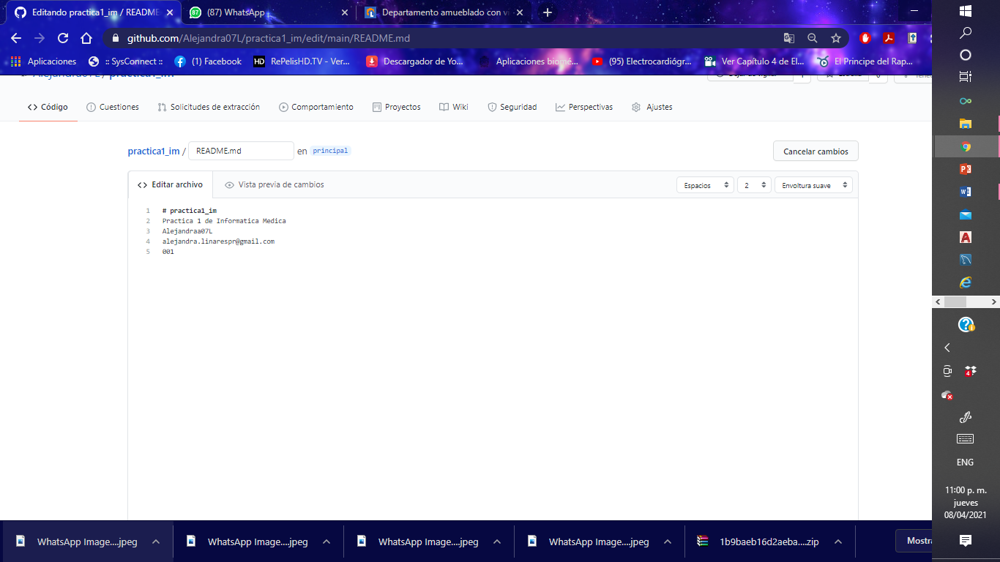 Editando practica1_im / README
(87) WhatsApp
Departamento amueblado con vi
github.com/Alejandra07L/practica1_im/edit/main/README.md
Aplicaciones
:: SysConnect ::
(1) Facebook
HD RePelisHD.TV - Ver...
Descargador de Yo...
Aplicaciones biomé...
(95) Electrocardiógr...
Ver Capítulo 4 de El...
El Principe del Rap...
Código
Cuestiones
Solicitudes de extracción
Comportamiento
Proyectos
Wiki
Seguridad
Perspectivas
Ajustes
practica1_im / README.md en principal
Cancelar cambios
Editar archivo
Vista previa de cambios
Espacios
2
Envoltura suave
1 # practica1_im
2 Practica 1 de Informatica Medica
3 Alejandraa07L
4 alejandra.linarespr@gmail.com
5 001
WhatsApp Image....jpeg
WhatsApp Image....jpeg
WhatsApp Image....jpeg
WhatsApp Image....jpeg
1b9baeb16d2aeba....zip
Mostra
4
ENG
11:00 p. m.
jueves
08/04/2021